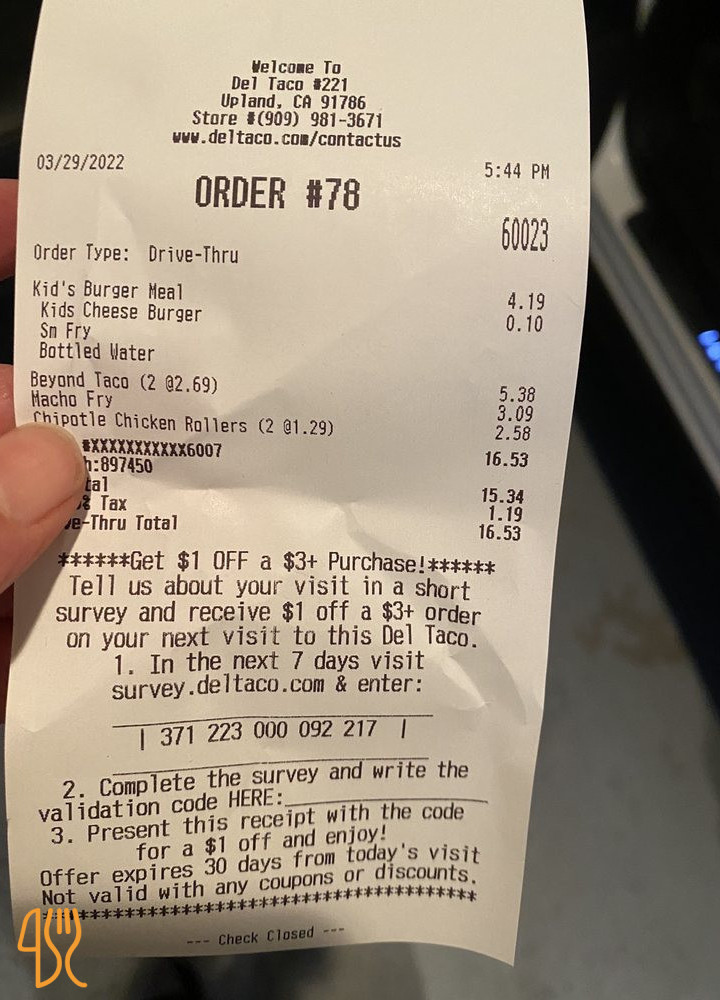 Welcome To
Del Taco #221
Upland, CA 91786
Store #(909) 981-3671
www.deltaco.com/contactus
03/29/2022 5:44 PM
ORDER #78
60023
Order Type: Drive-Thru
Kid's Burger Meal 4.19
Kids Cheese Burger 0.10
Sm Fry
Bottled Water
Beyond Taco (2 @2.69) 5.38
Macho Fry 3.09
Chipotle Chicken Rollers (2 @1.29) 2.58
#XXXXXXXXXXX6007 16.53
h:897450
tal 15.34
% Tax 1.19
e-Thru Total 16.53
******Get $1 OFF a $3+ Purchase!******
Tell us about your visit in a short
survey and receive $1 off a $3+ order
on your next visit to this Del Taco.
1. In the next 7 days visit
survey.deltaco.com & enter:
| 371 223 000 092 217 |
2. Complete the survey and write the
validation code HERE:
3. Present this receipt with the code
for a $1 off and enjoy!
Offer expires 30 days from today's visit
Not valid with any coupons or discounts.
****************************************
--- Check Closed ---